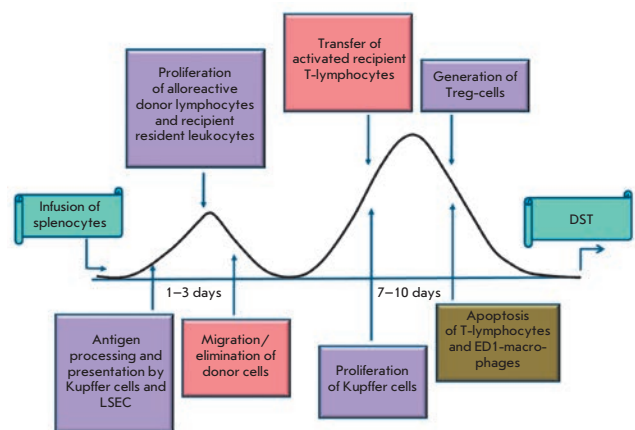 Proliferation
of alloreactive
donor lymphocytes
and recipient
resident leukocytes
Transfer of
activated recipient
T-lymphocytes
Generation of
Treg-cells
Infusion of
splenocytes
DST
1–3 days
7–10 days
Antigen
processing and
presentation by
Kupffer cells and
LSEC
Migration/
elimination of
donor cells
Proliferation
of Kupffer cells
Apoptosis
of T-lymphocytes
and ED1-macro-
phages